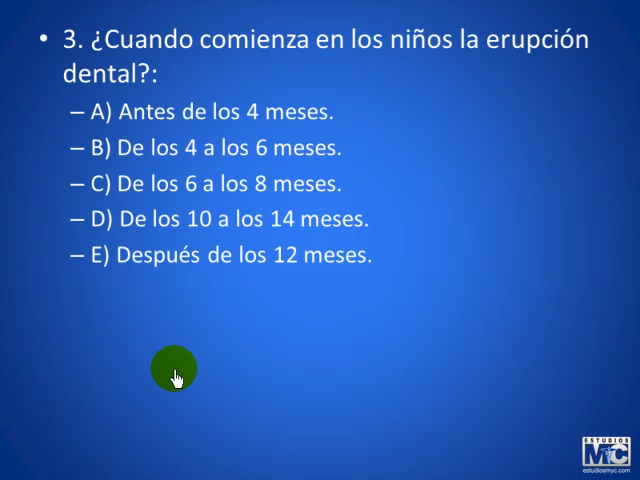 • 3. ¿Cuando comienza en los niños la erupción
dental?:
– A) Antes de los 4 meses.
– B) De los 4 a los 6 meses.
– C) De los 6 a los 8 meses.
– D) De los 10 a los 14 meses.
– E) Después de los 12 meses.
ESTUDIOS
MyC
estudiosmyc.com